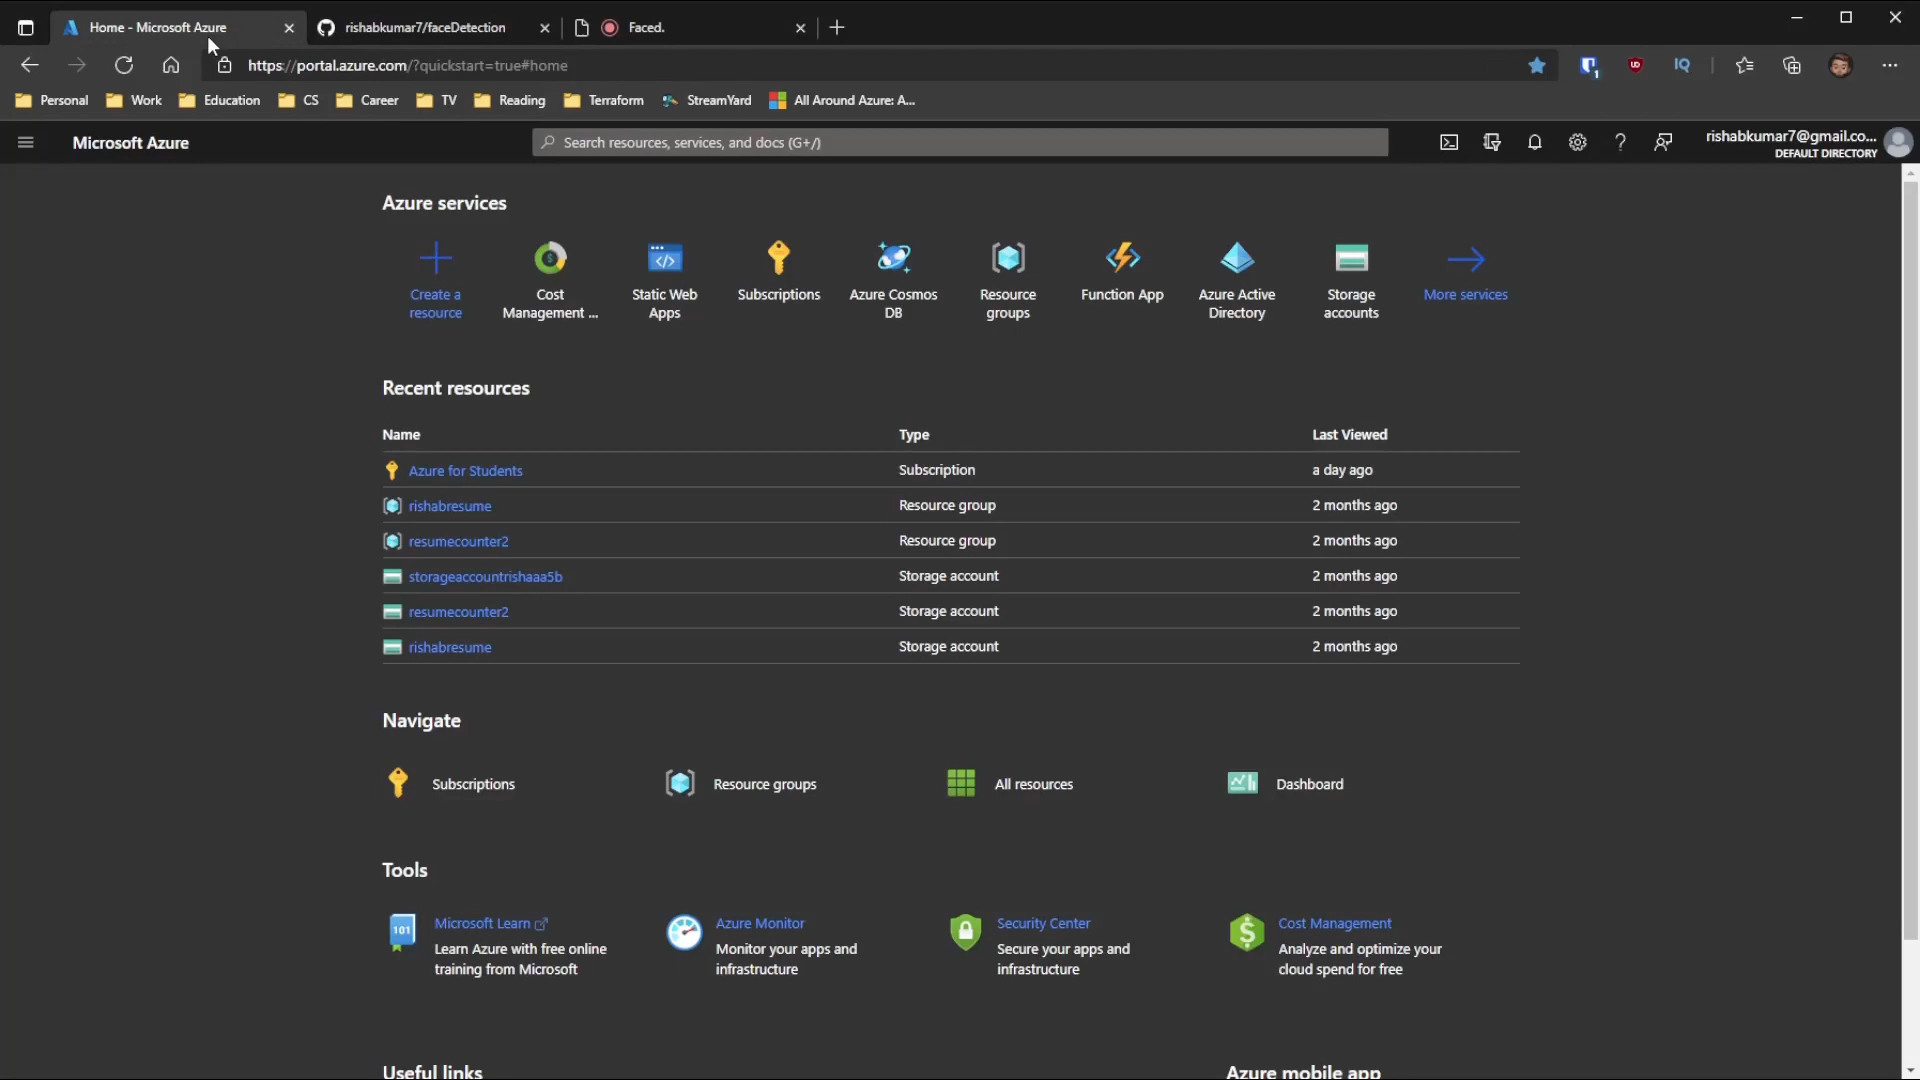 Home - Microsoft Azure
rishabkumar7/faceDetection
Faced.
https://portal.azure.com/?quickstart=true#home
1
UD
IQ
Personal
Work
Education
CS
Career
TV
Reading
Terraform
StreamYard
All Around Azure: A...
Microsoft Azure
Search resources, services, and docs (G+/)
rishabkumar7@gmail.co...
DEFAULT DIRECTORY
Azure services
Create a
resource
Cost
Management ...
Static Web
Apps
Subscriptions
Azure Cosmos
DB
Resource
groups
Function App
Azure Active
Directory
Storage
accounts
More services
Recent resources
Name Type Last Viewed
Azure for Students Subscription a day ago
rishabresume Resource group 2 months ago
resumecounter2 Resource group 2 months ago
storageaccountrishaaa5b Storage account 2 months ago
resumecounter2 Storage account 2 months ago
rishabresume Storage account 2 months ago
Navigate
Subscriptions
Resource groups
All resources
Dashboard
Tools
101
Microsoft Learn
Learn Azure with free online
training from Microsoft
Azure Monitor
Monitor your apps and
infrastructure
Security Center
Secure your apps and
infrastructure
$
Cost Management
Analyze and optimize your
cloud spend for free
Useful links
Azure mobile app